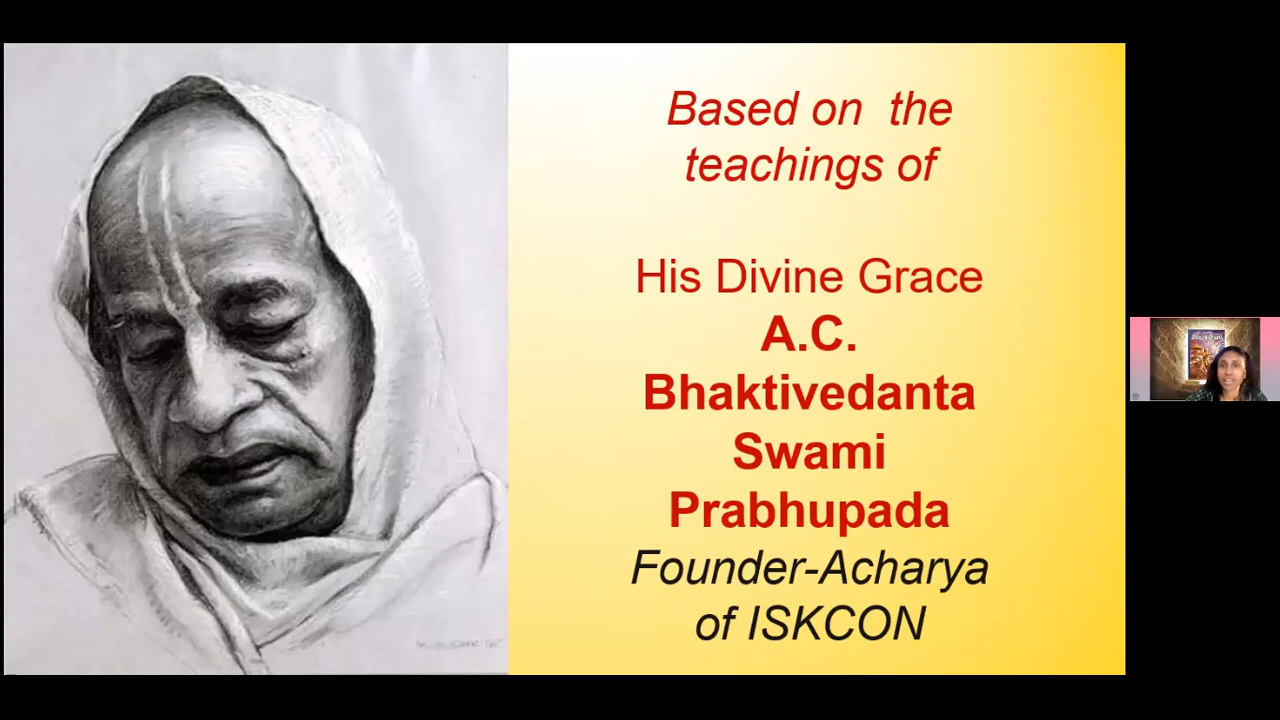 Based on  the
teachings of
His Divine Grace
A.C.
Bhaktivedanta
Swami
Prabhupada
Founder-Acharya
of ISKCON